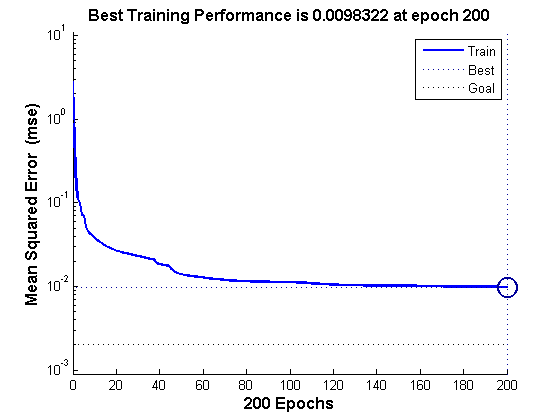 Best Training Performance is 0.0098322 at epoch 200
Train
Best
Goal
Mean Squared Error (mse)
10^1
10^0
10^-1
10^-2
10^-3
0 20 40 60 80 100 120 140 160 180 200
200 Epochs